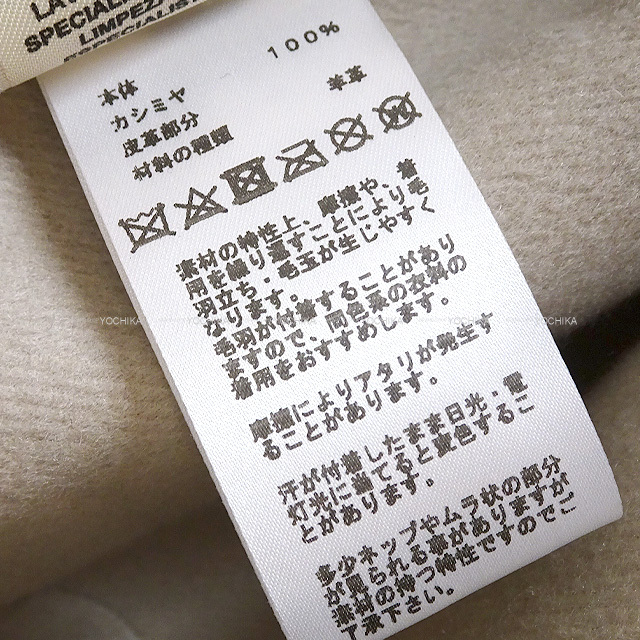 LA
SPECIALI
LIMPEZ
SPECIALIST
本体
カシミヤ 100%
皮革部分
材料の種類 羊革
素材の特性上、摩擦や、着
用を繰り返すことにより毛
羽立ち・毛玉が生じやすく
なります。
毛羽が付着することがあり
ますので、同色系の衣料の
着用をおすすめします。
摩擦によりアタリが発生す
ることがあります。
汗が付着したまま日光・電
灯光に当てると変色するこ
とがあります。
多少ネップやムラ状の部分
が見られる事がありますが
素材の持つ特性ですのでご
了承下さい。
YOCHIKA
YOCHIKA
YOCHIKA
YOCHIKA